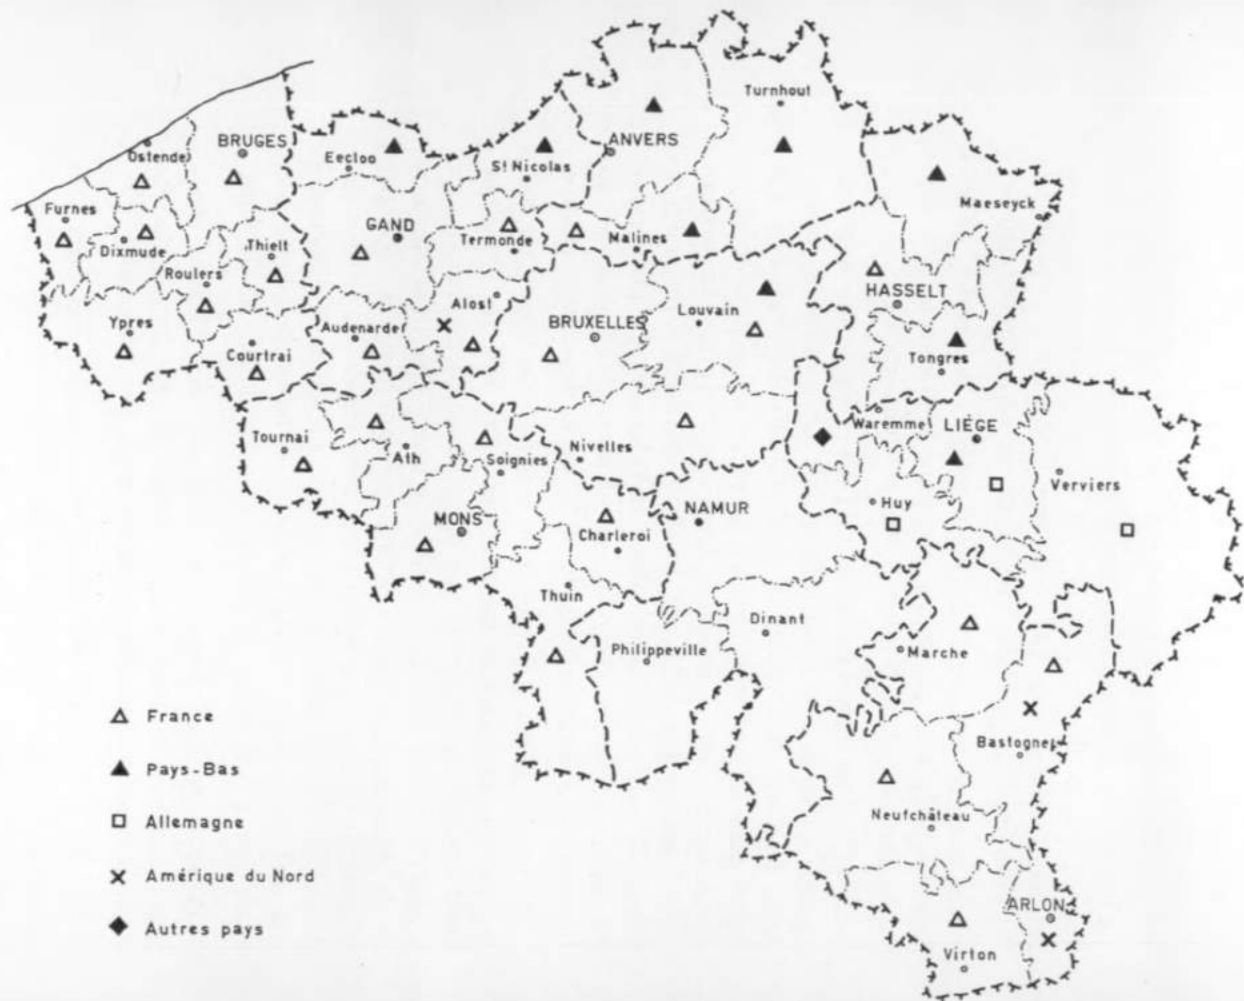 Turnhout
BRUGES
Ostende
Eecloo
ANVERS
St Nicolas
Maeseyck
Furnes
GAND
Dixmude
Thielt
Termonde
Malines
Roulers
HASSELT
Alost
Ypres
Audenarde
BRUXELLES
Louvain
Courtrai
Tongres
Waremme
LIÉGE
Tournai
Ath
Soignies
Nivelles
Verviers
Huy
MONS
NAMUR
Charleroi
Thuin
Dinant
Philippeville
Marche
France
Bastogne
Pays-Bas
Allemagne
Neufchâteau
Amérique du Nord
ARLON
Autres pays
Virton